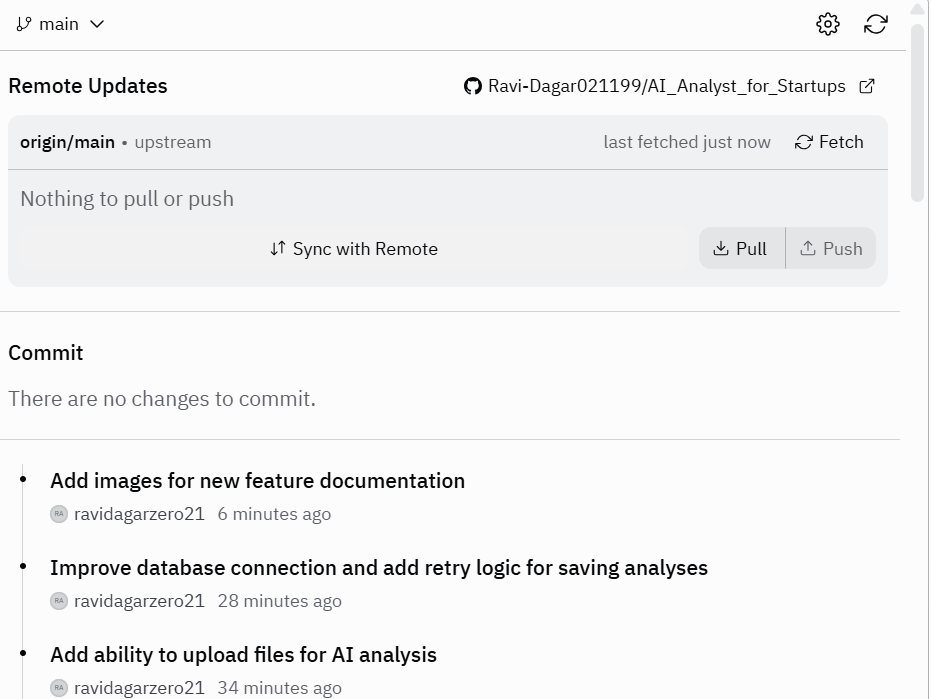 main
Remote Updates
Ravi-Dagar021199/AI_Analyst_for_Startups
origin/main • upstream
last fetched just now
Fetch
Nothing to pull or push
Sync with Remote
Pull
Push
Commit
There are no changes to commit.
Add images for new feature documentation
RA ravidagarzero21 6 minutes ago
Improve database connection and add retry logic for saving analyses
RA ravidagarzero21 28 minutes ago
Add ability to upload files for AI analysis
RA ravidagarzero21 34 minutes ago